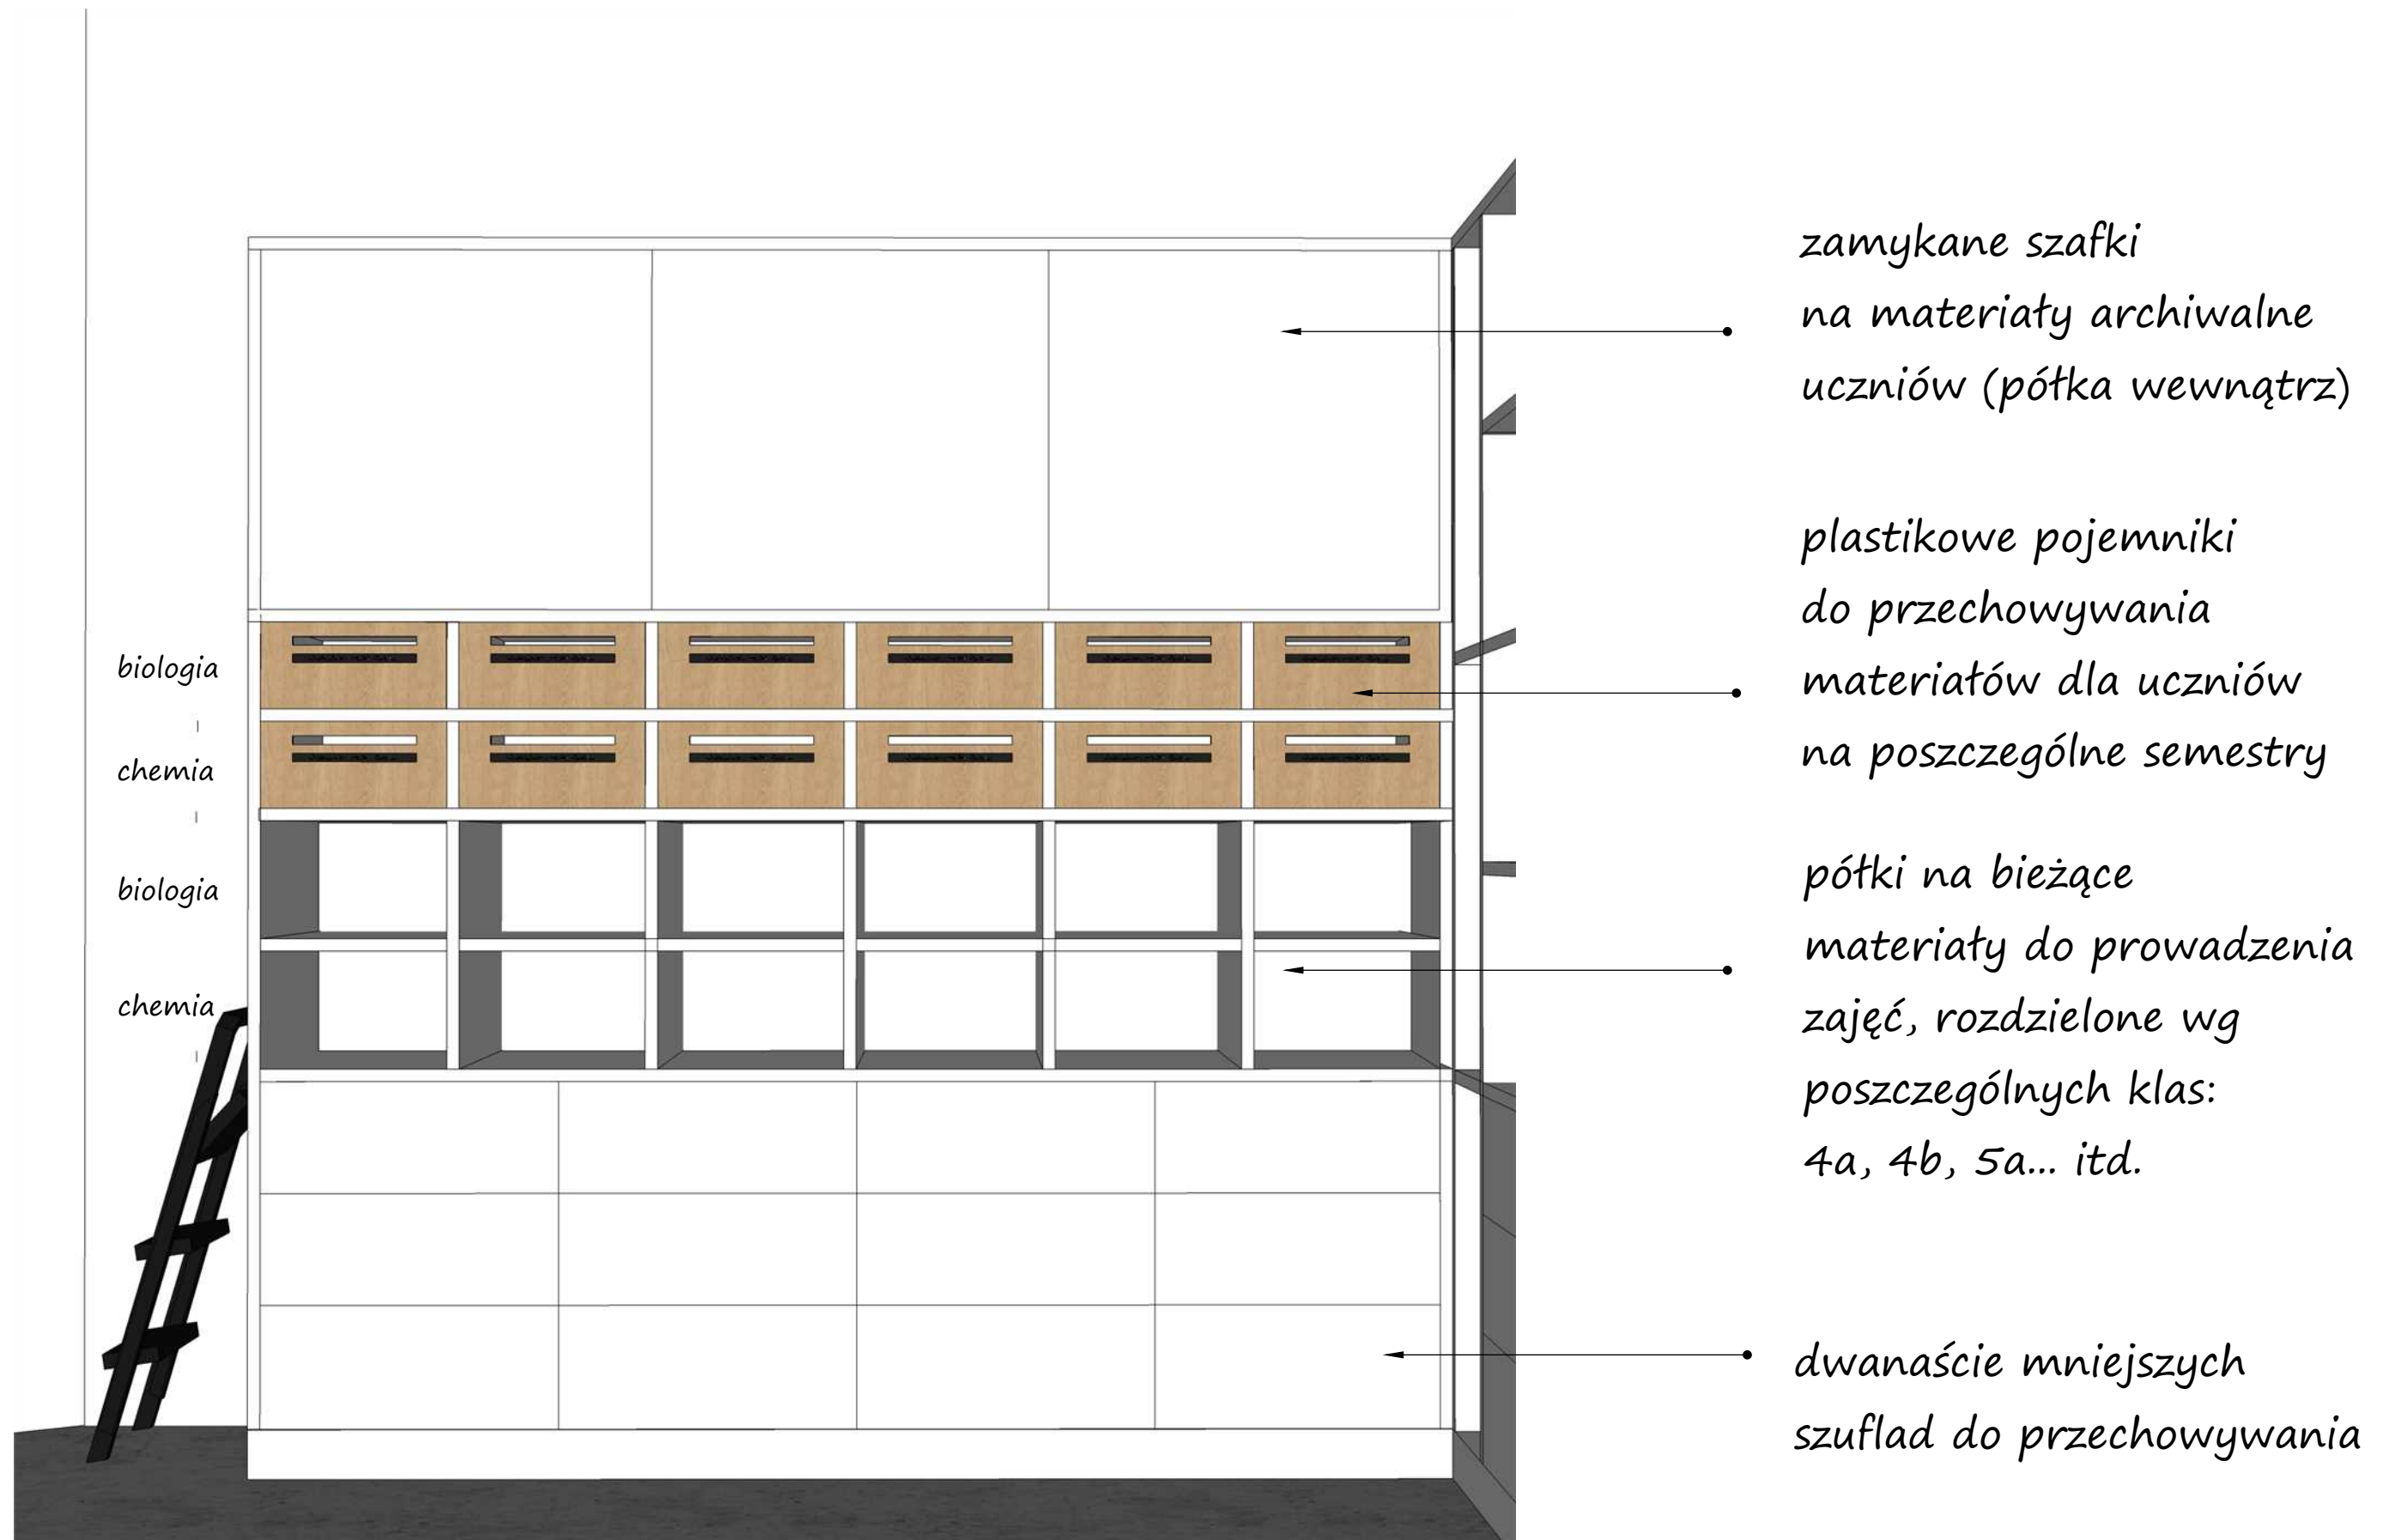 zamykane szafki
na materiały archiwalne
uczniów (półka wewnątrz)
plastikowe pojemniki
do przechowywania
materiałów dla uczniów
na poszczególne semestry
biologia
chemia
biologia
chemia
półki na bieżące
materiały do prowadzenia
zajęć, rozdzielone wg
poszczególnych klas:
4a, 4b, 5a... itd.
dwanaście mniejszych
szuflad do przechowywania